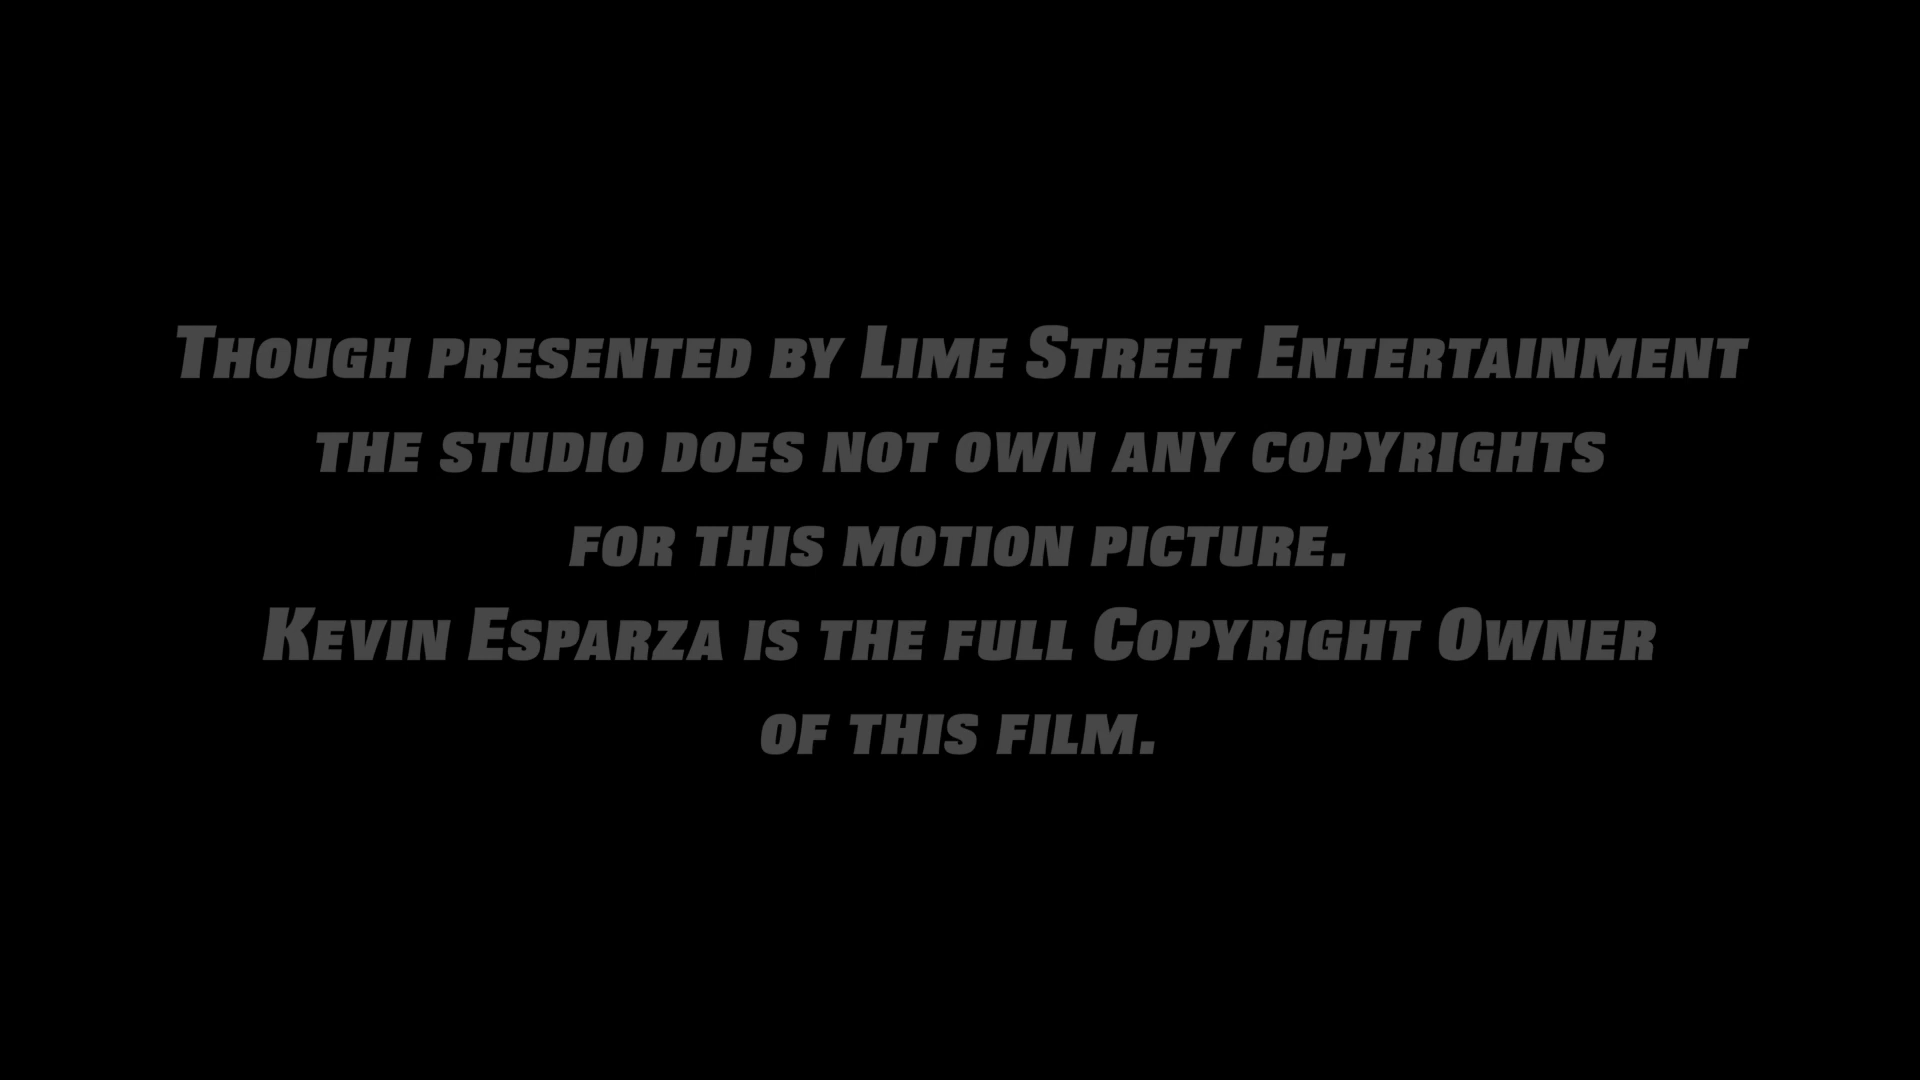 Though presented by Lime Street Entertainment
the studio does not own any copyrights
for this motion picture.
Kevin Esparza is the full Copyright Owner
of this film.